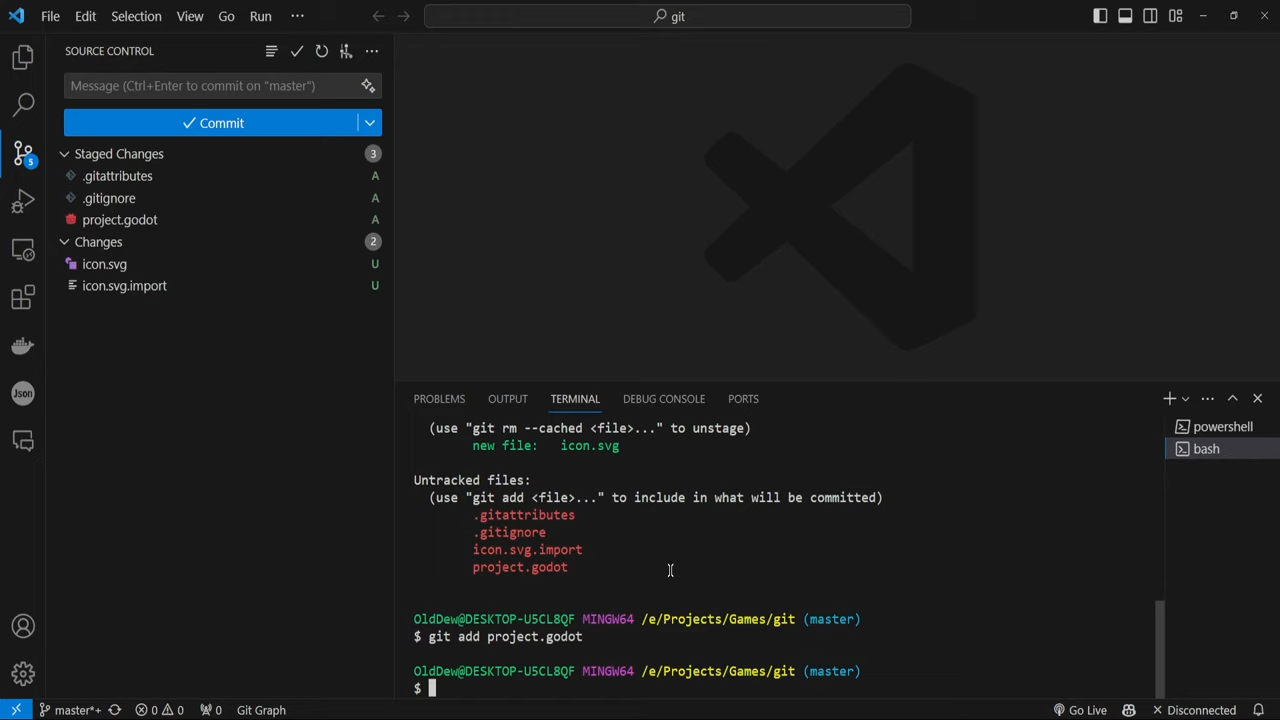 File Edit Selection View Go Run ··· git
SOURCE CONTROL
Message (Ctrl+Enter to commit on "master")
Commit
Staged Changes 3
.gitattributes A
.gitignore A
project.godot A
Changes 2
icon.svg U
icon.svg.import U
5
Json
PROBLEMS OUTPUT TERMINAL DEBUG CONSOLE PORTS
powershell
bash
(use "git rm --cached <file>..." to unstage)
new file: icon.svg
Untracked files:
(use "git add <file>..." to include in what will be committed)
.gitattributes
.gitignore
icon.svg.import
project.godot
OldDew@DESKTOP-U5CL8QF MINGW64 /e/Projects/Games/git (master)
$ git add project.godot
OldDew@DESKTOP-U5CL8QF MINGW64 /e/Projects/Games/git (master)
$
master*+ 0 0 0 Git Graph Go Live Disconnected